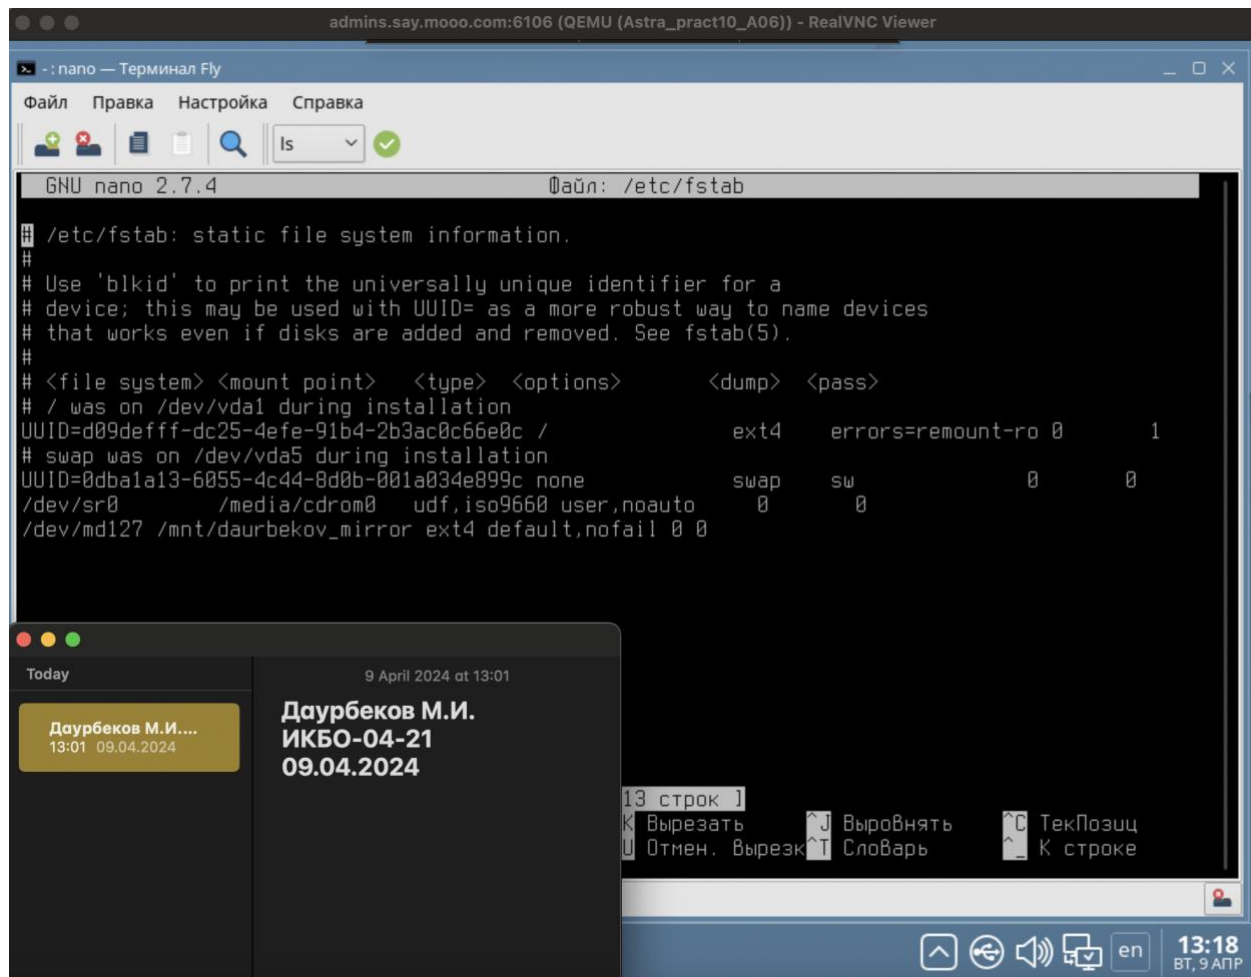 admins.say.mooo.com:6106 (QEMU (Astra_pract10_A06)) - RealVNC Viewer
- : nano — Терминал Fly
Файл Правка Настройка Справка
ls
GNU nano 2.7.4 Файл: /etc/fstab
# /etc/fstab: static file system information.
#
# Use 'blkid' to print the universally unique identifier for a
# device; this may be used with UUID= as a more robust way to name devices
# that works even if disks are added and removed. See fstab(5).
#
# <file system> <mount point> <type> <options> <dump> <pass>
# / was on /dev/vda1 during installation
UUID=d09defff-dc25-4efe-91b4-2b3ac0c66e0c / ext4 errors=remount-ro 0 1
# swap was on /dev/vda5 during installation
UUID=0dba1a13-6055-4c44-8d0b-001a034e899c none swap sw 0 0
/dev/sr0 /media/cdrom0 udf,iso9660 user,noauto 0 0
/dev/md127 /mnt/daurbekov_mirror ext4 default,nofail 0 0
Today
Даурбеков М.И....
13:01 09.04.2024
9 April 2024 at 13:01
Даурбеков М.И.
ИКБО-04-21
09.04.2024
13 строк ]
K Вырезать ^J Выровнять ^C ТекПозиц
U Отмен. Вырезк ^T Словарь ^_ К строке
en
13:18
ВТ, 9 АПР